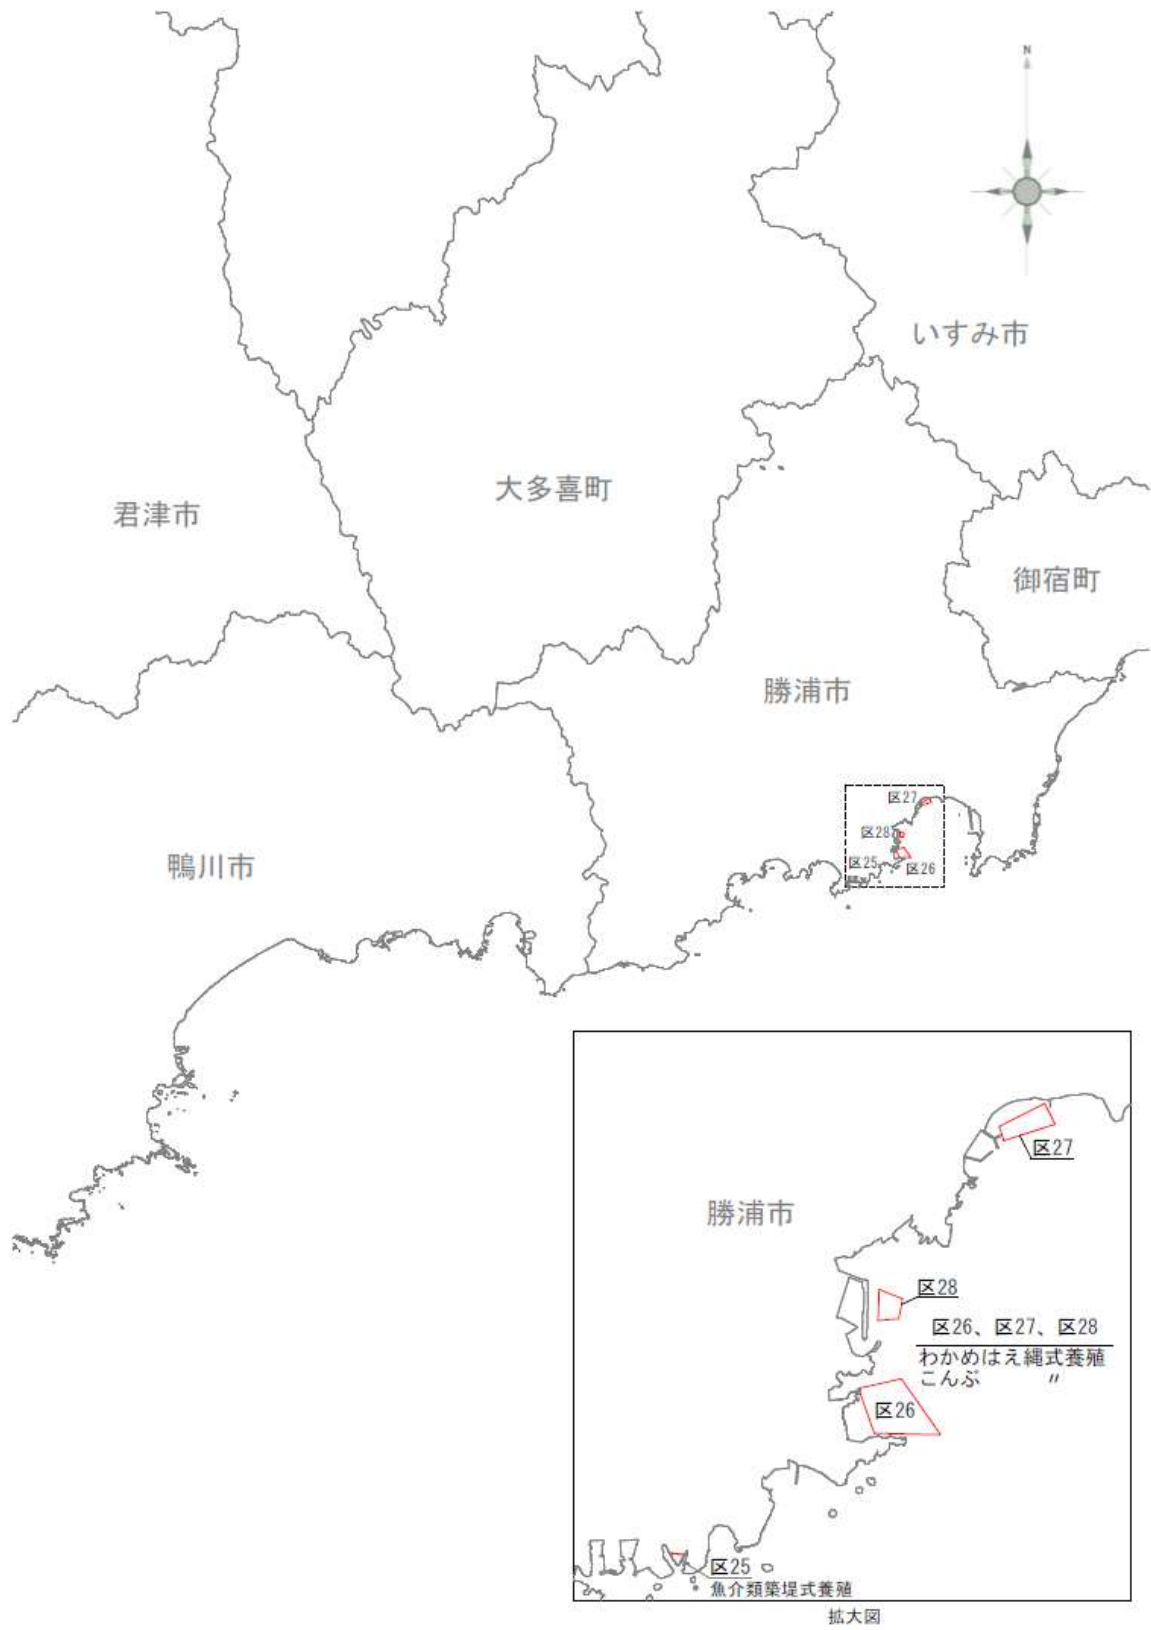 N
いすみ市
大多喜町
君津市
御宿町
勝浦市
区27
区28
区25
区26
鴨川市
区27
勝浦市
区28
区26、区27、区28
わかめはえ縄式養殖
こんぶ 〃
区26
区25
魚介類築堤式養殖
拡大図